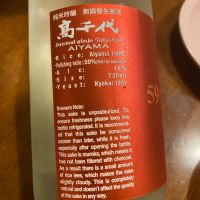 純米吟醸 無調整生原酒
髙千代
Junmai ginjo Takachiyo
AIYAMA
-Rice: Aiyama 100%
-Polishing ratio: 59%
-Alc: 16%
-Size: 720ml
-Yeast: Kyokai 1801
59
Brewers Note:
This sake is unpasteurized. To
ensure freshness please keep this
bottle refrigerated. It is recommend-
ed that this sake be consumed
sooner than later, while it is fresh,
especially after opening the bottle.
This sake is muroka, which means it
has not been filtered with charcoal.
As a result there is a small amount
of rice lees, which makes the sake
slightly cloudy. This is completely
natural and doesn't affect the quality
of the sake in any way.